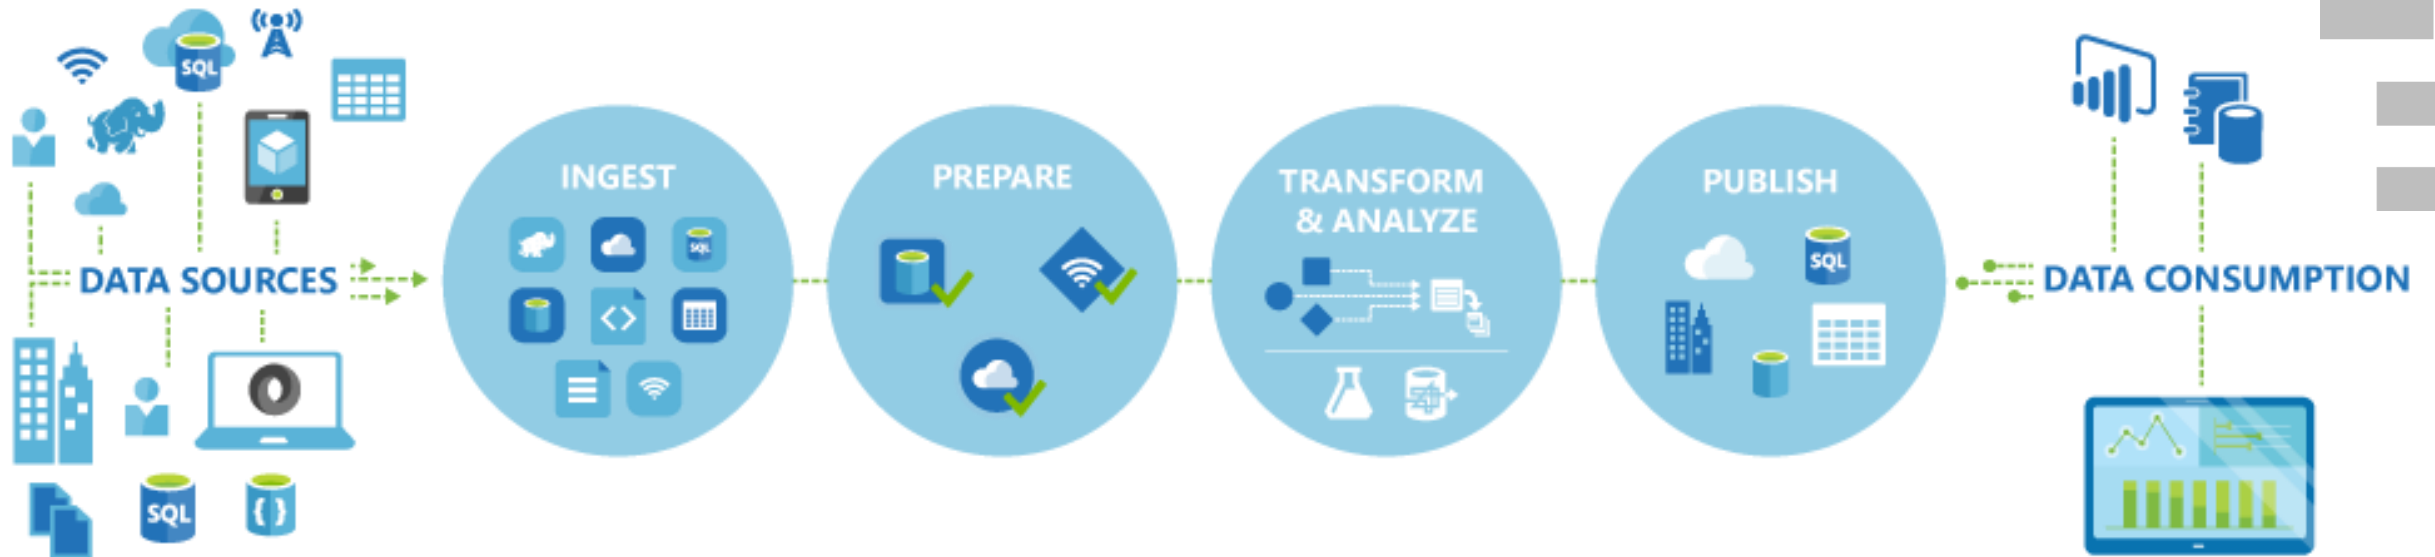 SQL
DATA SOURCES
SQL
{ }
INGEST
SQL
<>
PREPARE
TRANSFORM
& ANALYZE
PUBLISH
SQL
DATA CONSUMPTION